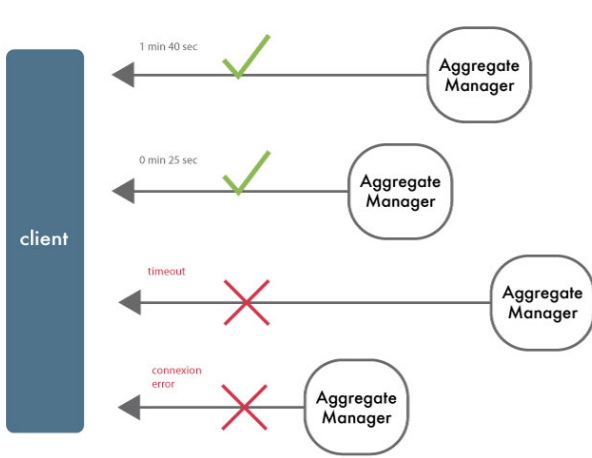 1 min 40 sec
Aggregate
Manager
0 min 25 sec
Aggregate
Manager
client
timeout
Aggregate
Manager
connexion
error
Aggregate
Manager